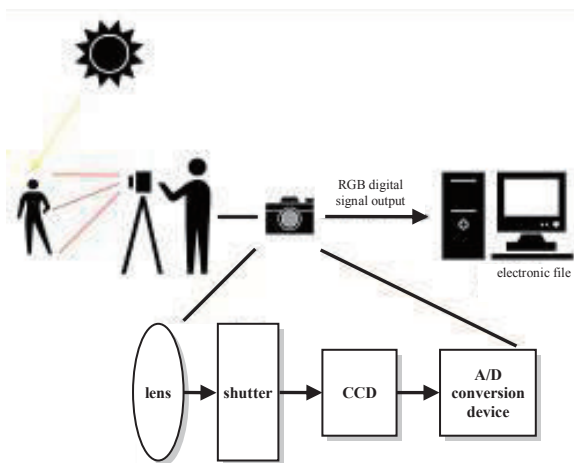 RGB digital
signal output
electronic file
lens
shutter
CCD
A/D
conversion
device